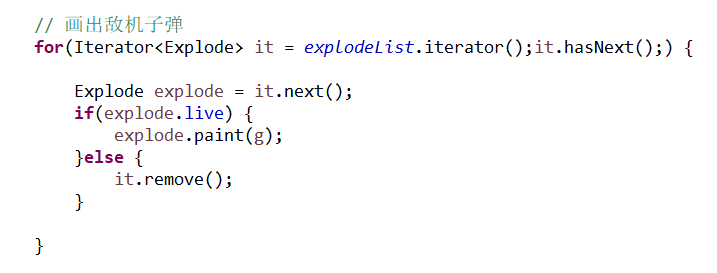 // 画出敌机子弹
for(Iterator<Explode> it = explodeList.iterator();it.hasNext();) {
Explode explode = it.next();
if(explode.live) {
explode.paint(g);
}else {
it.remove();
}
}